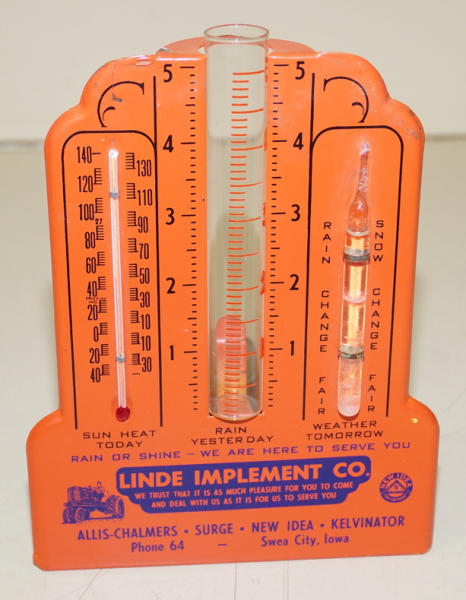 5
5
4
4
3
3
2
2
1
1
140
120
100
80
60
40
20
0
20
40
130
110
90
70
50
30
10
10
30
27
RAIN CHANGE FAIR
SNOW CHANGE FAIR
SUN HEAT
TODAY
RAIN
YESTERDAY
WEATHER
TOMORROW
RAIN OR SHINE - WE ARE HERE TO SERVE YOU
LINDE IMPLEMENT CO.
WE TRUST THAT IT IS AS MUCH PLEASURE FOR YOU TO COME
AND DEAL WITH US AS IT IS FOR US TO SERVE YOU
NEW IDEA
ALLIS-CHALMERS • SURGE • NEW IDEA • KELVINATOR
Phone 64 — Swea City, Iowa